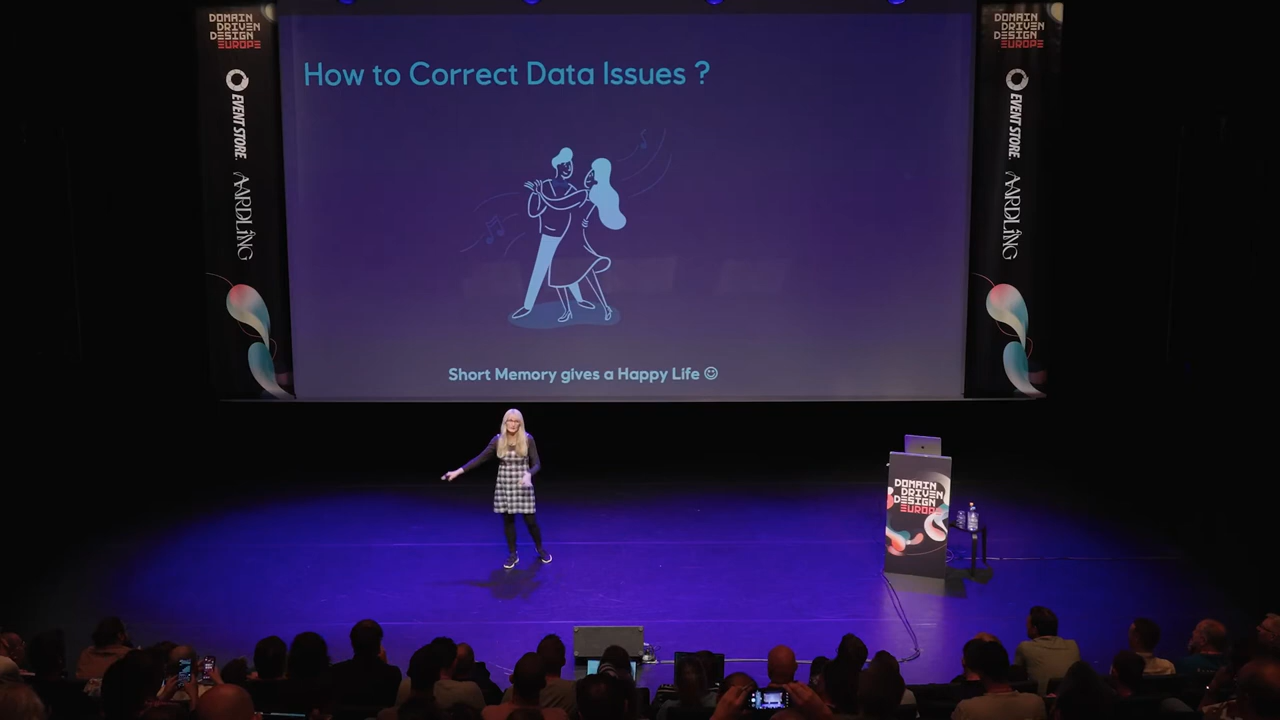 DOMAIN
DRIVEN
DESIGN
EUROPE
EVENT STORE.
AARDLING
How to Correct Data Issues ?
Short Memory gives a Happy Life ☺
DOMAIN
DRIVEN
DESIGN
EUROPE
EVENT STORE.
AARDLING
DOMAIN
DRIVEN
DESIGN
EUROPE